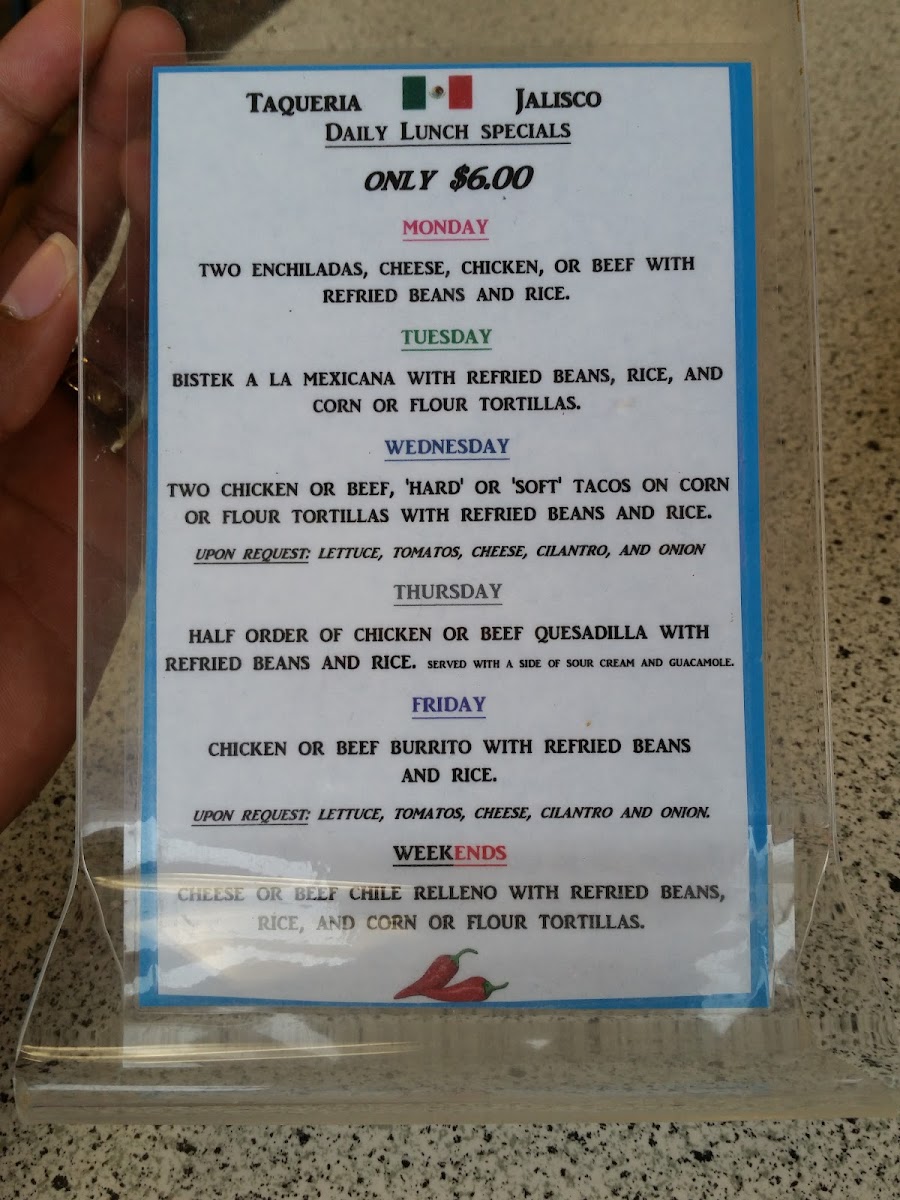 TAQUERIA JALISCO
DAILY LUNCH SPECIALS
ONLY $6.00
MONDAY
TWO ENCHILADAS, CHEESE, CHICKEN, OR BEEF WITH
REFRIED BEANS AND RICE.
TUESDAY
BISTEK A LA MEXICANA WITH REFRIED BEANS, RICE, AND
CORN OR FLOUR TORTILLAS.
WEDNESDAY
TWO CHICKEN OR BEEF, 'HARD' OR 'SOFT' TACOS ON CORN
OR FLOUR TORTILLAS WITH REFRIED BEANS AND RICE.
UPON REQUEST: LETTUCE, TOMATOS, CHEESE, CILANTRO, AND ONION
THURSDAY
HALF ORDER OF CHICKEN OR BEEF QUESADILLA WITH
REFRIED BEANS AND RICE. SERVED WITH A SIDE OF SOUR CREAM AND GUACAMOLE.
FRIDAY
CHICKEN OR BEEF BURRITO WITH REFRIED BEANS
AND RICE.
UPON REQUEST: LETTUCE, TOMATOS, CHEESE, CILANTRO AND ONION.
WEEKENDS
CHEESE OR BEEF CHILE RELLENO WITH REFRIED BEANS,
RICE, AND CORN OR FLOUR TORTILLAS.